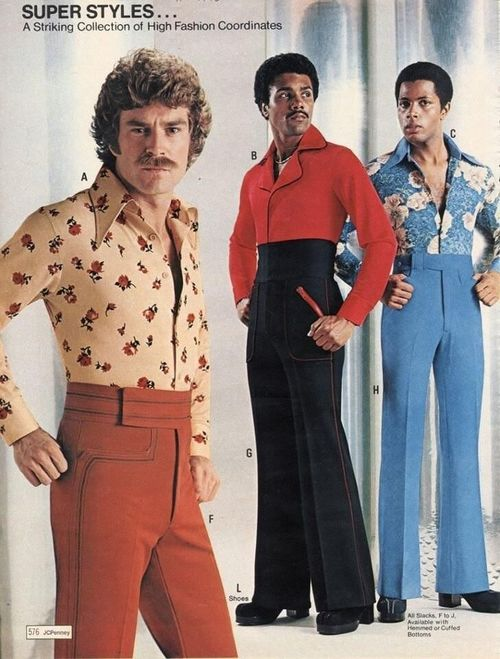 SUPER STYLES...
A Striking Collection of High Fashion Coordinates
A
B
C
H
G
F
L
Shoes
All Slacks, F to J,
Available with
Hemmed or Cuffed
Bottoms
576 JCPenney